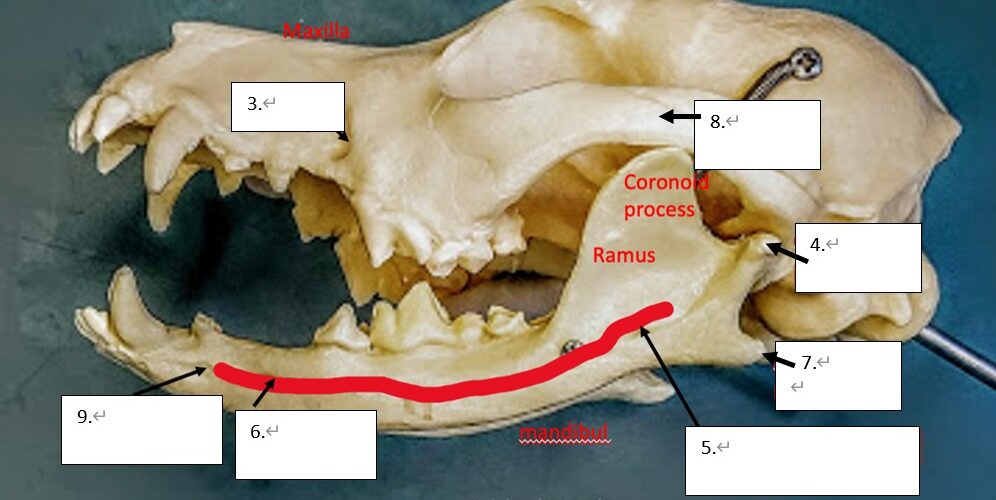 Maxilla
3.↵
8.↵
Coronoid
process
4.↵
Ramus
7.↵
↵
9.↵
6.↵
mandibul
5.↵